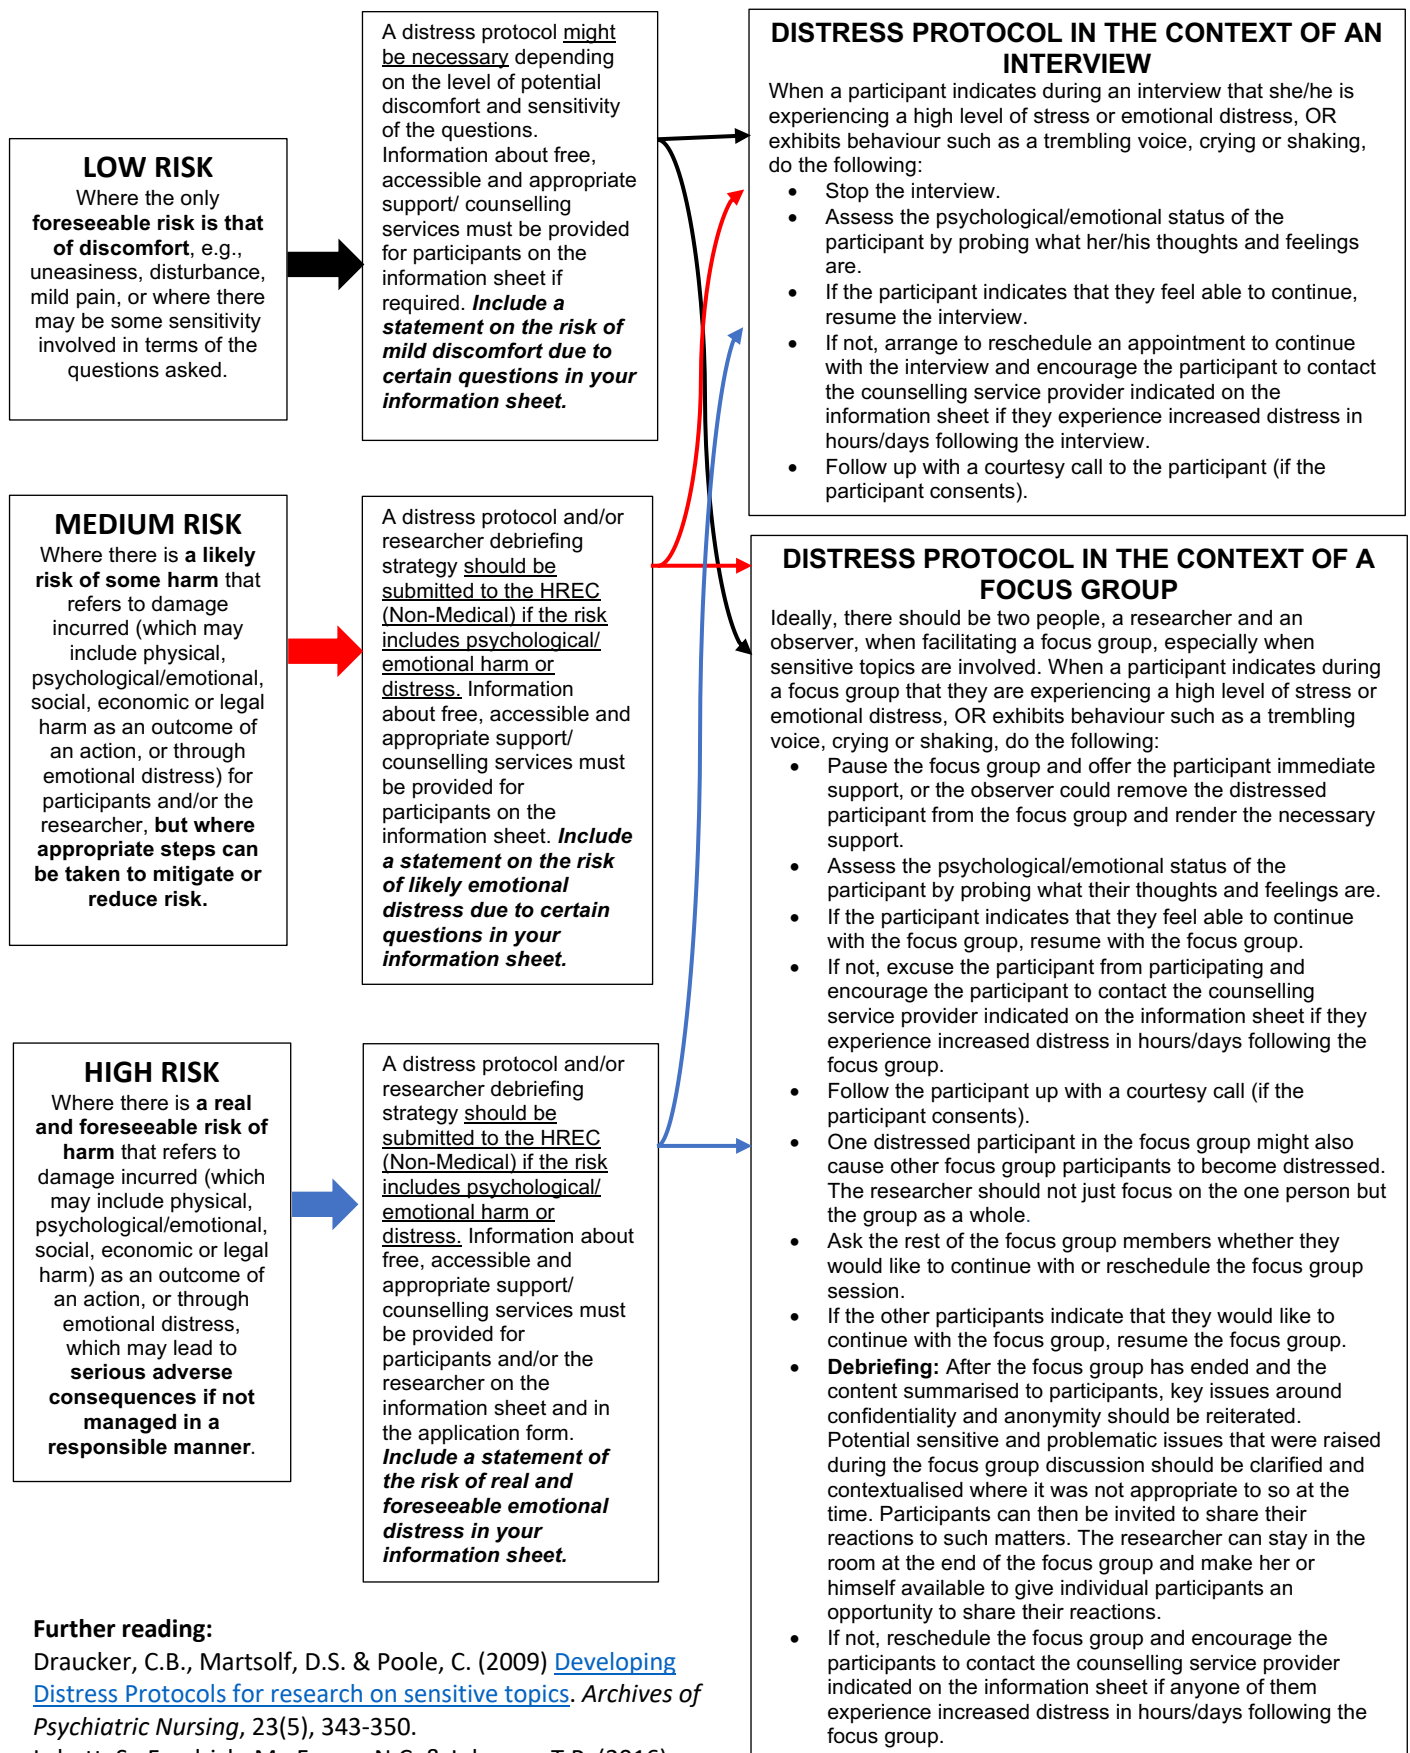 LOW RISK
Where the only
foreseeable risk is that
of discomfort, e.g.,
uneasiness, disturbance,
mild pain, or where there
may be some sensitivity
involved in terms of the
questions asked.
A distress protocol might
be necessary depending
on the level of potential
discomfort and sensitivity
of the questions.
Information about free,
accessible and appropriate
support/ counselling
services must be provided
for participants on the
information sheet if
required. Include a
statement on the risk of
mild discomfort due to
certain questions in your
information sheet.
MEDIUM RISK
Where there is a likely
risk of some harm that
refers to damage
incurred (which may
include physical,
psychological/emotional,
social, economic or legal
harm as an outcome of
an action, or through
emotional distress) for
participants and/or the
researcher, but where
appropriate steps can
be taken to mitigate or
reduce risk.
A distress protocol and/or
researcher debriefing
strategy should be
submitted to the HREC
(Non-Medical) if the risk
includes psychological/
emotional harm or
distress. Information
about free, accessible and
appropriate support/
counselling services must
be provided for
participants on the
information sheet. Include
a statement on the risk
of likely emotional
distress due to certain
questions in your
information sheet.
HIGH RISK
Where there is a real
and foreseeable risk of
harm that refers to
damage incurred (which
may include physical,
psychological/emotional,
social, economic or legal
harm) as an outcome of
an action, or through
emotional distress,
which may lead to
serious adverse
consequences if not
managed in a
responsible manner.
A distress protocol and/or
researcher debriefing
strategy should be
submitted to the HREC
(Non-Medical) if the risk
includes psychological/
emotional harm or
distress. Information about
free, accessible and
appropriate support/
counselling services must
be provided for
participants and/or the
researcher on the
information sheet and in
the application form.
Include a statement of
the risk of real and
foreseeable emotional
distress in your
information sheet.
DISTRESS PROTOCOL IN THE CONTEXT OF AN
INTERVIEW
When a participant indicates during an interview that she/he is
experiencing a high level of stress or emotional distress, OR
exhibits behaviour such as a trembling voice, crying or shaking,
do the following:
• Stop the interview.
• Assess the psychological/emotional status of the
participant by probing what her/his thoughts and feelings
are.
• If the participant indicates that they feel able to continue,
resume the interview.
• If not, arrange to reschedule an appointment to continue
with the interview and encourage the participant to contact
the counselling service provider indicated on the
information sheet if they experience increased distress in
hours/days following the interview.
• Follow up with a courtesy call to the participant (if the
participant consents).
DISTRESS PROTOCOL IN THE CONTEXT OF A
FOCUS GROUP
Ideally, there should be two people, a researcher and an
observer, when facilitating a focus group, especially when
sensitive topics are involved. When a participant indicates during
a focus group that they are experiencing a high level of stress or
emotional distress, OR exhibits behaviour such as a trembling
voice, crying or shaking, do the following:
• Pause the focus group and offer the participant immediate
support, or the observer could remove the distressed
participant from the focus group and render the necessary
support.
• Assess the psychological/emotional status of the
participant by probing what their thoughts and feelings are.
• If the participant indicates that they feel able to continue
with the focus group, resume with the focus group.
• If not, excuse the participant from participating and
encourage the participant to contact the counselling
service provider indicated on the information sheet if they
experience increased distress in hours/days following the
focus group.
• Follow the participant up with a courtesy call (if the
participant consents).
• One distressed participant in the focus group might also
cause other focus group participants to become distressed.
The researcher should not just focus on the one person but
the group as a whole.
• Ask the rest of the focus group members whether they
would like to continue with or reschedule the focus group
session.
• If the other participants indicate that they would like to
continue with the focus group, resume the focus group.
• Debriefing: After the focus group has ended and the
content summarised to participants, key issues around
confidentiality and anonymity should be reiterated.
Potential sensitive and problematic issues that were raised
during the focus group discussion should be clarified and
contextualised where it was not appropriate to so at the
time. Participants can then be invited to share their
reactions to such matters. The researcher can stay in the
room at the end of the focus group and make her or
himself available to give individual participants an
opportunity to share their reactions.
• If not, reschedule the focus group and encourage the
participants to contact the counselling service provider
indicated on the information sheet if anyone of them
experience increased distress in hours/days following the
focus group.
Further reading:
Draucker, C.B., Martsolf, D.S. & Poole, C. (2009) Developing
Distress Protocols for research on sensitive topics. Archives of
Psychiatric Nursing, 23(5), 343-350.